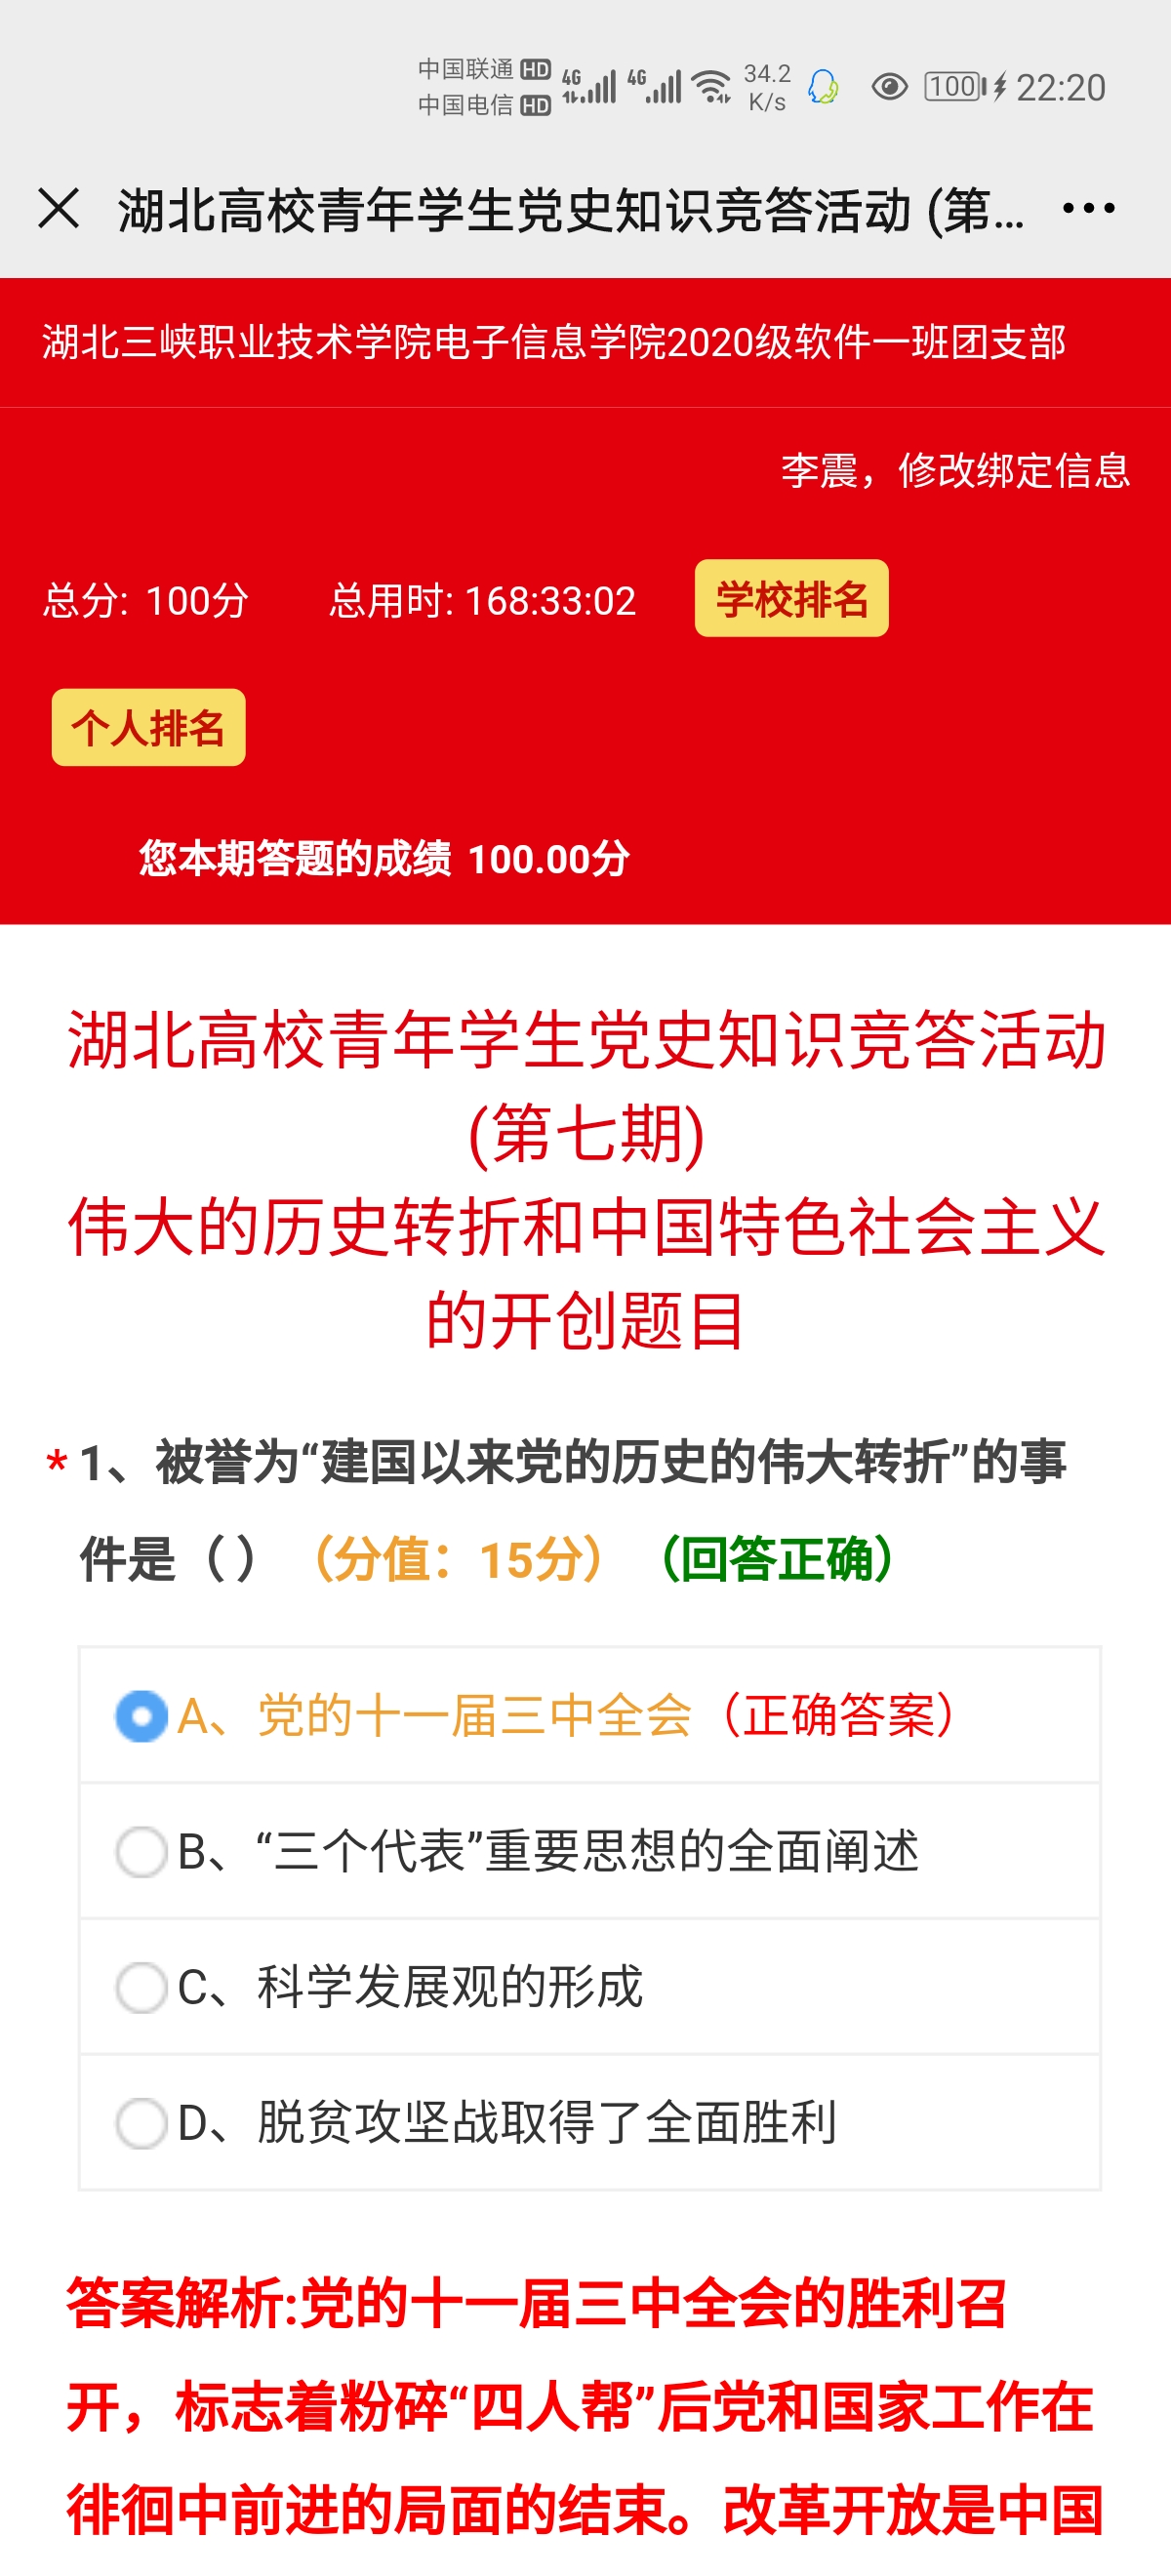 中国联通 HD 4G 4G 34.2 100 22:20
中国电信 HD K/s
湖北高校青年学生党史知识竞答活动 (第... 
湖北三峡职业技术学院电子信息学院2020级软件一班团支部
李震，修改绑定信息
总分: 100分 总用时: 168:33:02 学校排名
个人排名
您本期答题的成绩 100.00分
湖北高校青年学生党史知识竞答活动
(第七期)
伟大的历史转折和中国特色社会主义
的开创题目
* 1、被誉为“建国以来党的历史的伟大转折”的事
件是（ ）（分值：15分）（回答正确）
A、党的十一届三中全会（正确答案）
B、“三个代表”重要思想的全面阐述
C、科学发展观的形成
D、脱贫攻坚战取得了全面胜利
答案解析:党的十一届三中全会的胜利召
开，标志着粉碎“四人帮”后党和国家工作在
徘徊中前进的局面的结束。改革开放是中国